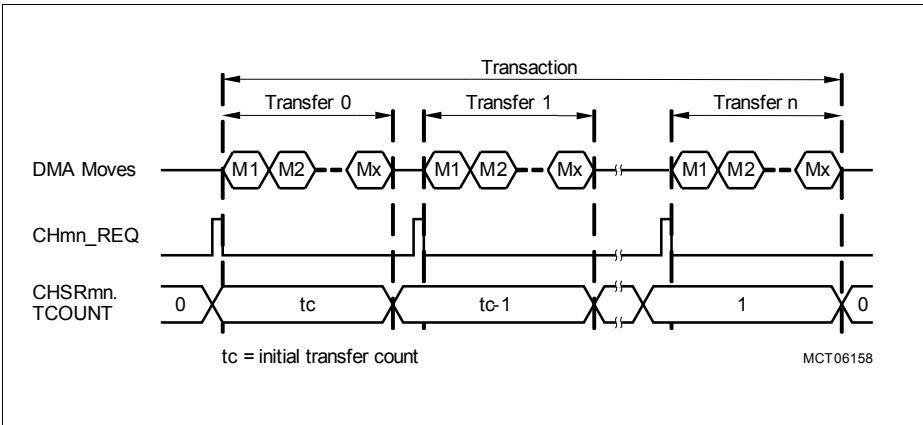 Transaction
Transfer 0 Transfer 1 Transfer n
DMA Moves M1 M2 Mx M1 M2 Mx M1 M2 Mx
CHmn_REQ
CHSRmn.
TCOUNT 0 tc tc-1 1 0
tc = initial transfer count
MCT06158